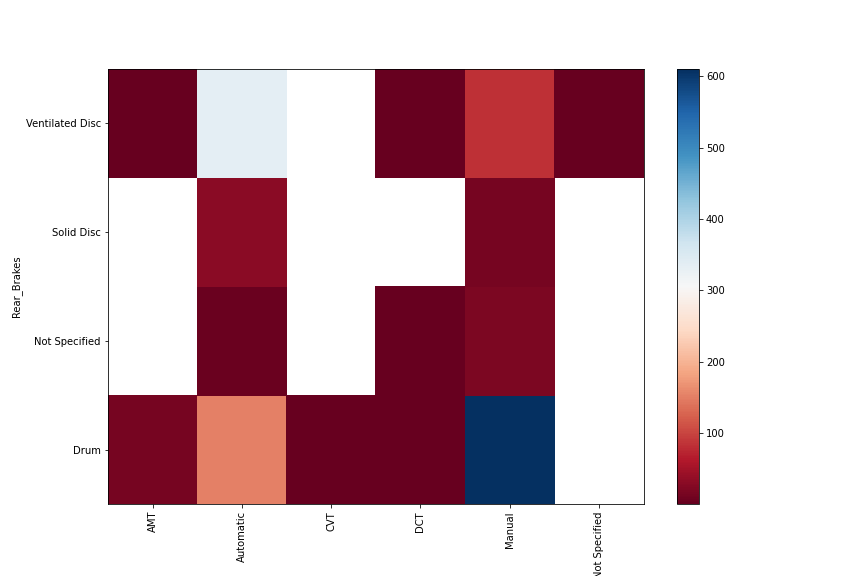 Rear_Brakes
Ventilated Disc
Solid Disc
Not Specified
Drum
AMT
Automatic
CVT
DCT
Manual
Not Specified
600
500
400
300
200
100